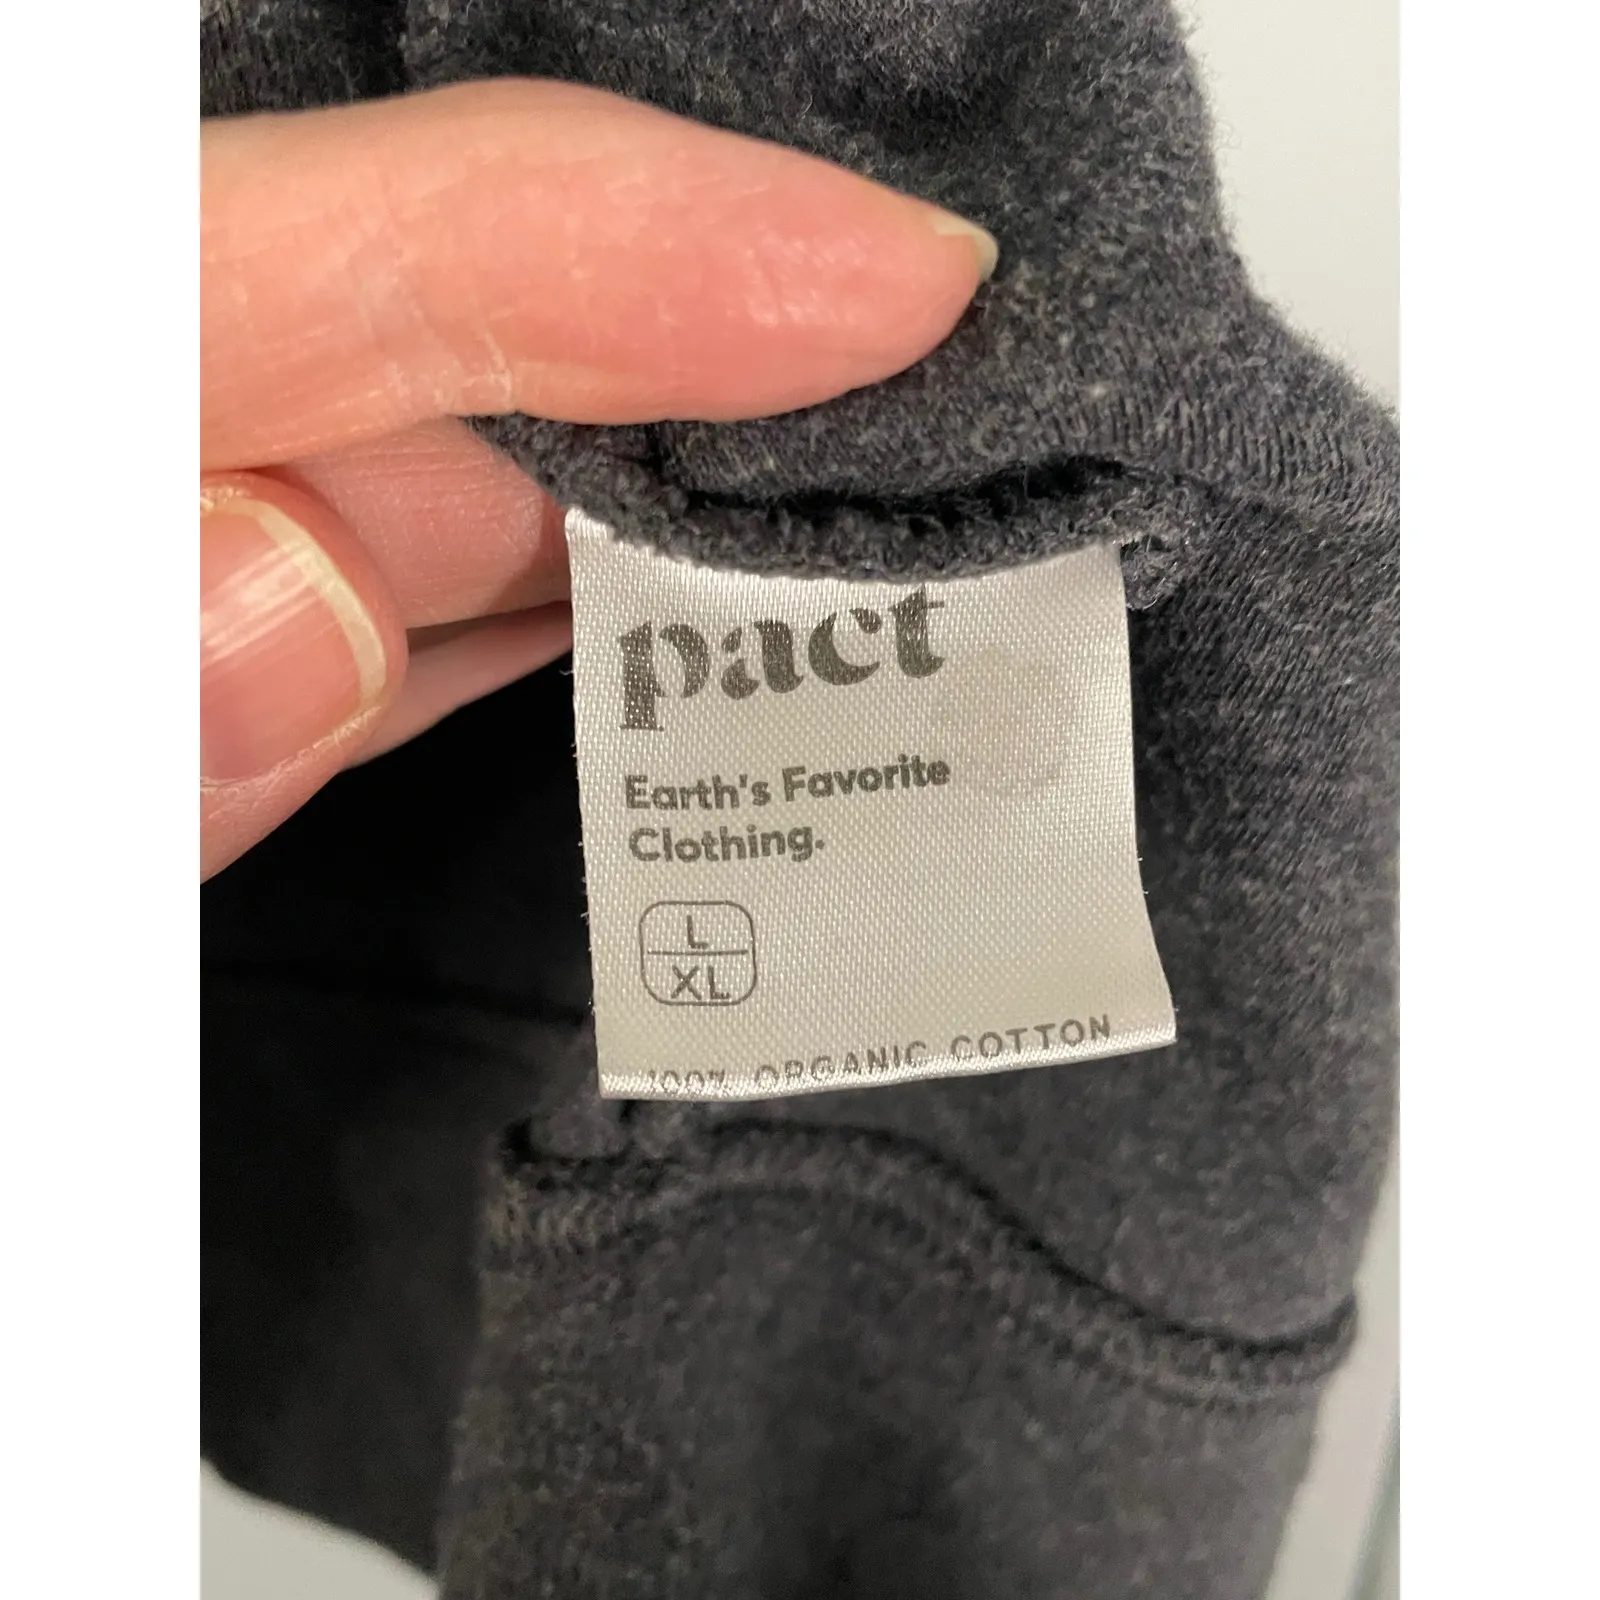 pact
Earth's Favorite
Clothing.
L
XL
100% ORGANIC COTTON